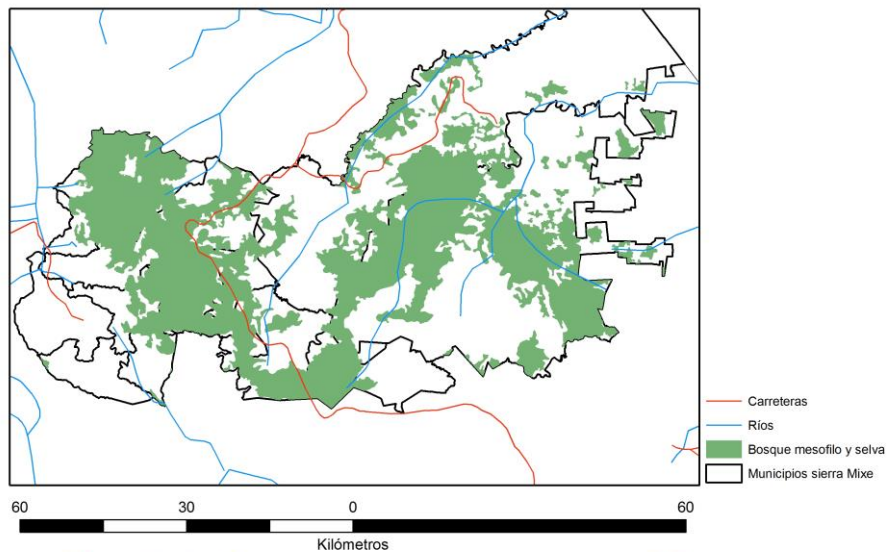 Carreteras
Ríos
Bosque mesofilo y selva
Municipios sierra Mixe
60 30 0 60
Kilómetros